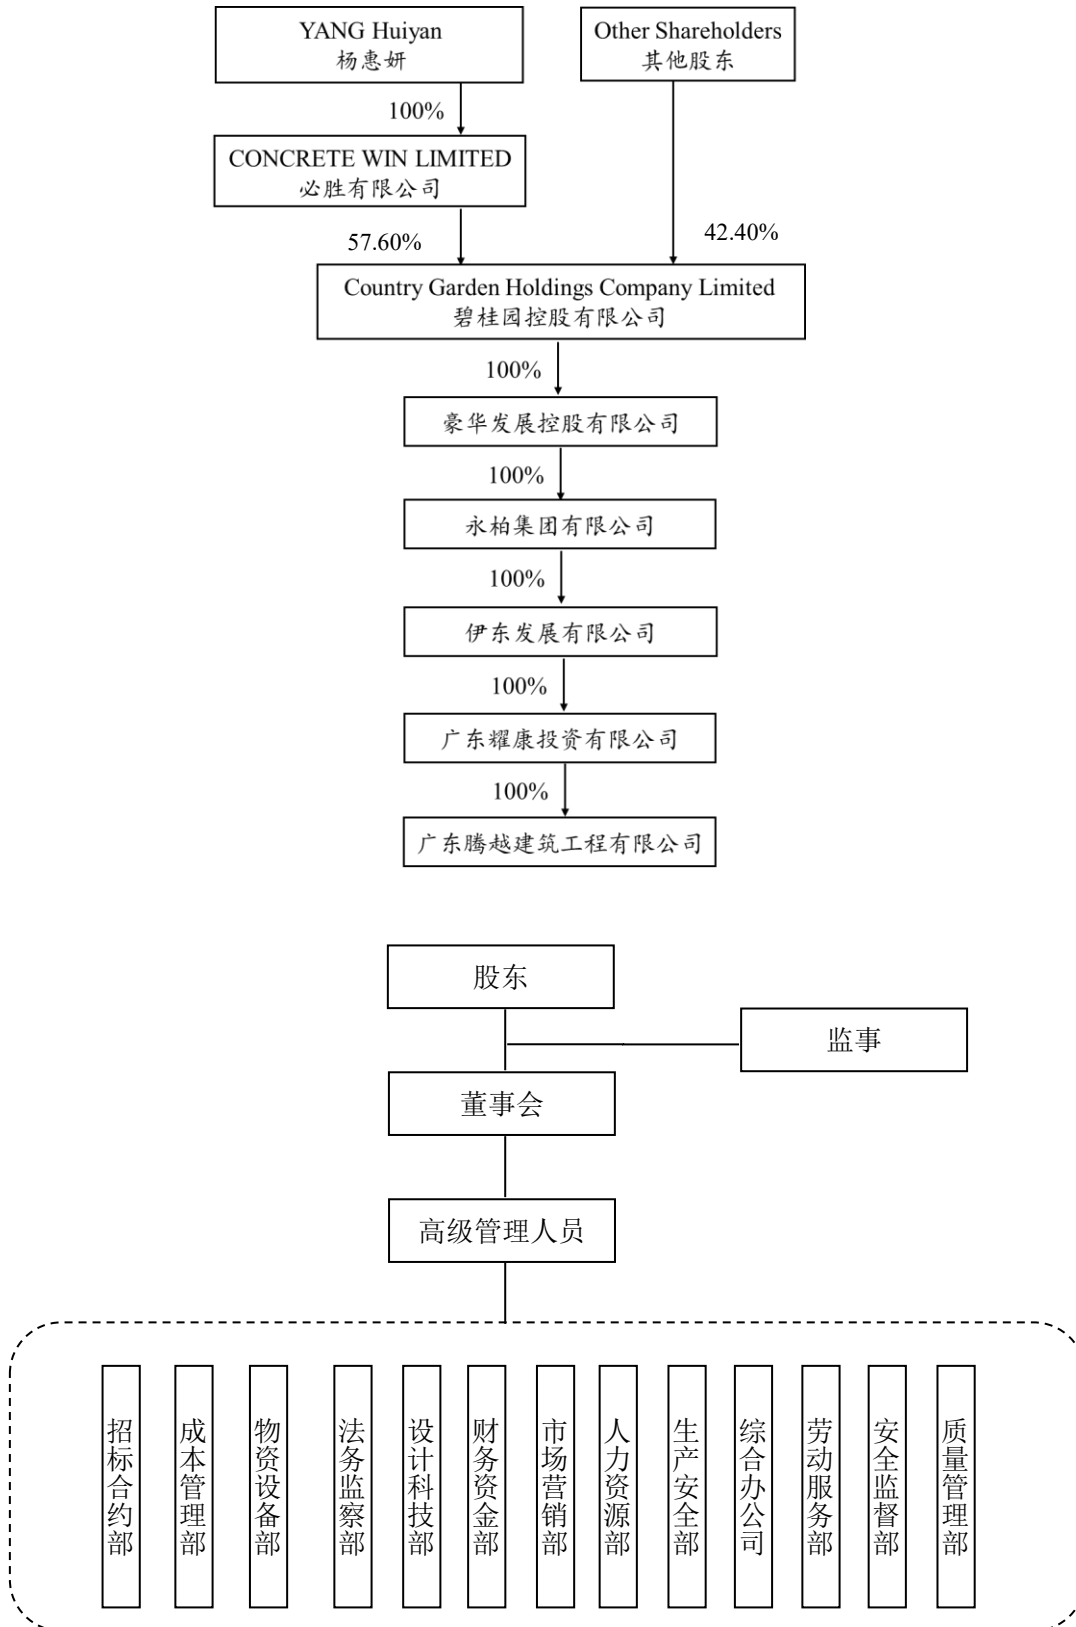 YANG Huiyan
杨惠妍
Other Shareholders
其他股东
100%
CONCRETE WIN LIMITED
必胜有限公司
57.60%
42.40%
Country Garden Holdings Company Limited
碧桂园控股有限公司
100%
豪华发展控股有限公司
100%
永柏集团有限公司
100%
伊东发展有限公司
100%
广东耀康投资有限公司
100%
广东腾越建筑工程有限公司
股东
监事
董事会
高级管理人员
招标合约部
成本管理部
物资设备部
法务监察部
设计科技部
财务资金部
市场营销部
人力资源部
生产安全部
综合办公司
劳动服务部
安全监督部
质量管理部